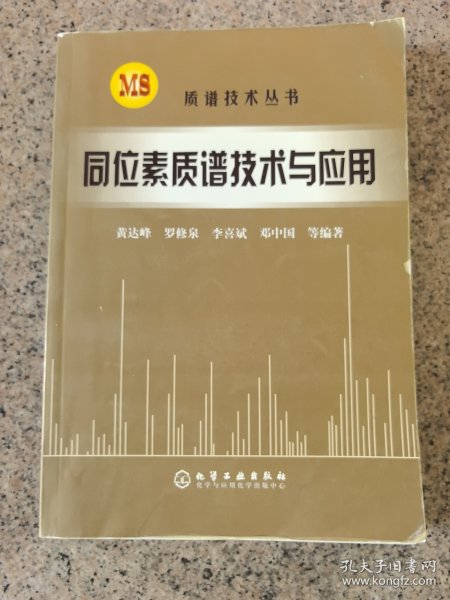 MS
质谱技术丛书
同位素质谱技术与应用
黄达峰 罗修泉 李喜斌 邓中国 等编著
化学工业出版社
化学与应用化学出版中心
孔夫子旧书网
www.kongfz.com